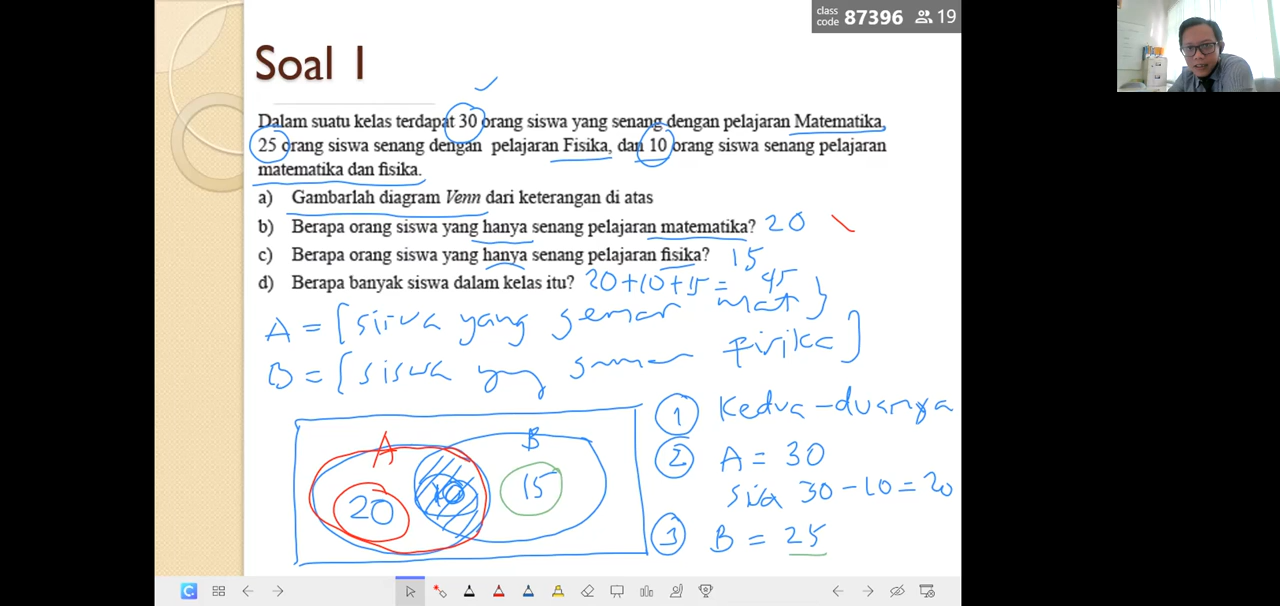 class code 87396 19
Soal 1
Dalam suatu kelas terdapat 30 orang siswa yang senang dengan pelajaran Matematika,
25 orang siswa senang dengan pelajaran Fisika, dan 10 orang siswa senang pelajaran
matematika dan fisika.
a) Gambarlah diagram Venn dari keterangan di atas
b) Berapa orang siswa yang hanya senang pelajaran matematika? 20
c) Berapa orang siswa yang hanya senang pelajaran fisika? 15
d) Berapa banyak siswa dalam kelas itu? 20+10+15= 45
A = {siswa yang gemar mat}
B = {siswa yg gemar fisika}
A B
20 10 15
1 Kedua-duanya
2 A = 30
sisa 30-10=20
3 B = 25